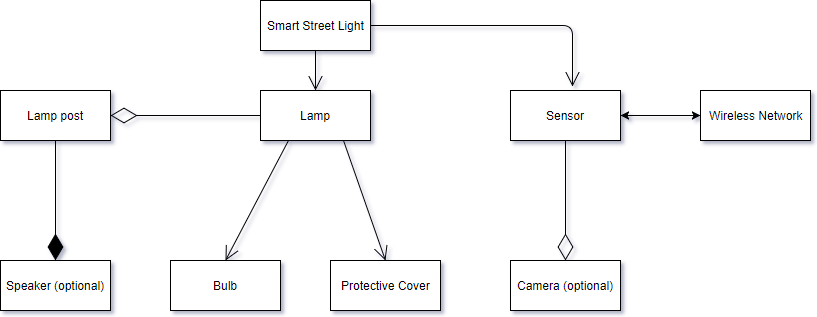 Smart Street Light
Lamp post
Lamp
Sensor
Wireless Network
Speaker (optional)
Bulb
Protective Cover
Camera (optional)